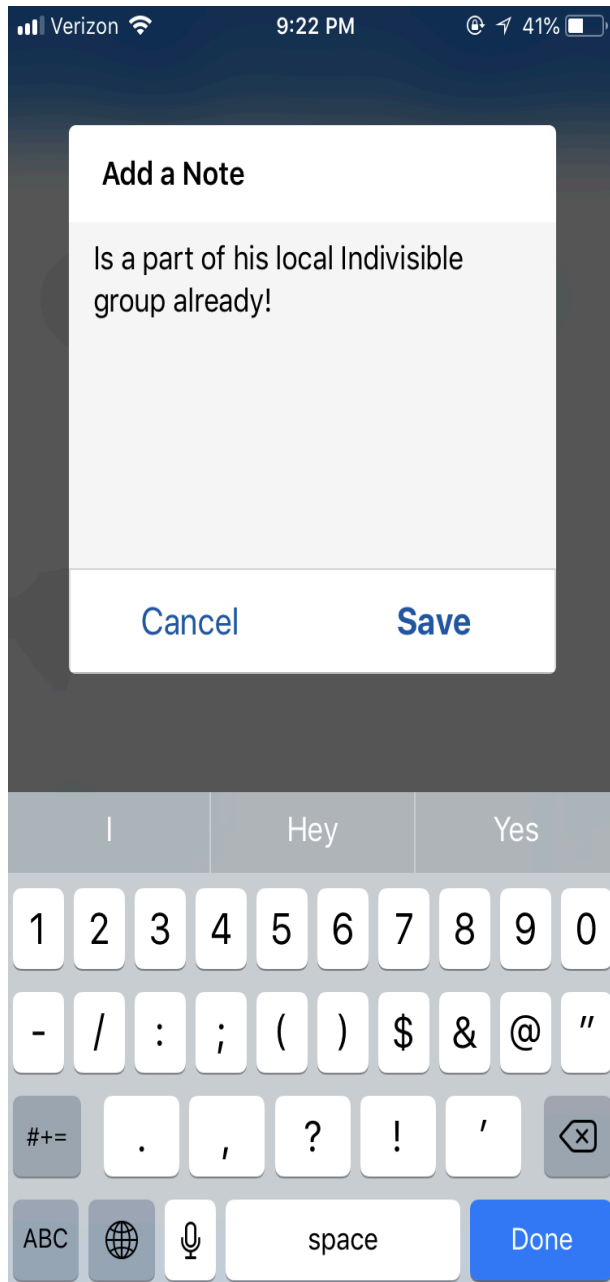 Verizon 9:22 PM 41%
Add a Note
Is a part of his local Indivisible
group already!
Cancel Save
I Hey Yes
1 2 3 4 5 6 7 8 9 0
- / : ; ( ) $ & @ "
#+= . , ? ! '
ABC space Done